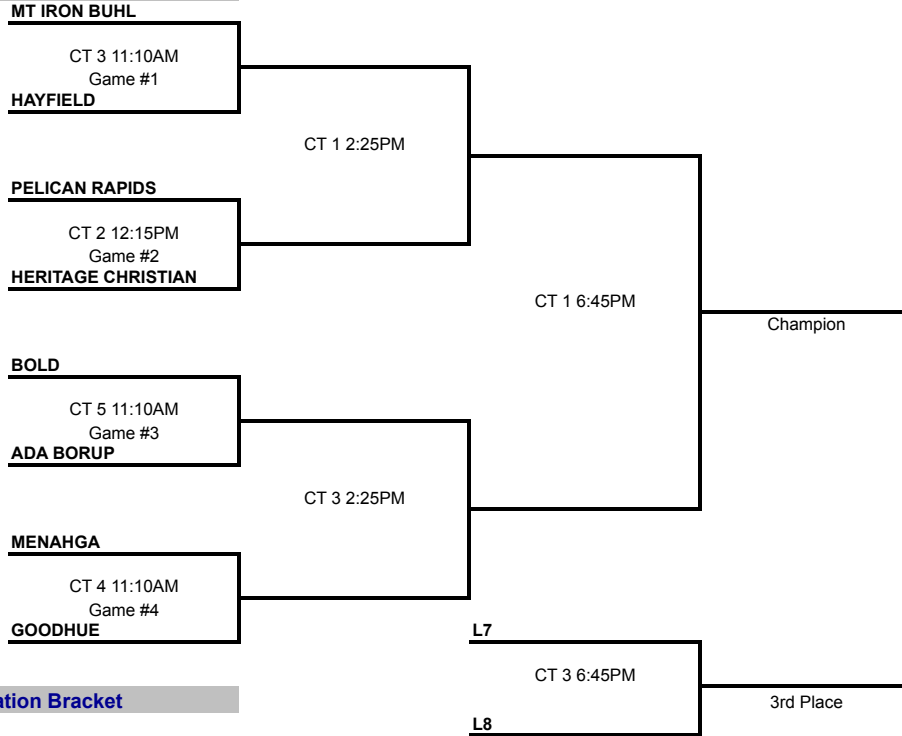 MT IRON BUHL
CT 3 11:10AM
Game #1
HAYFIELD
CT 1 2:25PM
PELICAN RAPIDS
CT 2 12:15PM
Game #2
HERITAGE CHRISTIAN
CT 1 6:45PM
Champion
BOLD
CT 5 11:10AM
Game #3
ADA BORUP
CT 3 2:25PM
MENAHGA
CT 4 11:10AM
Game #4
GOODHUE
L7
CT 3 6:45PM
3rd Place
L8
ation Bracket